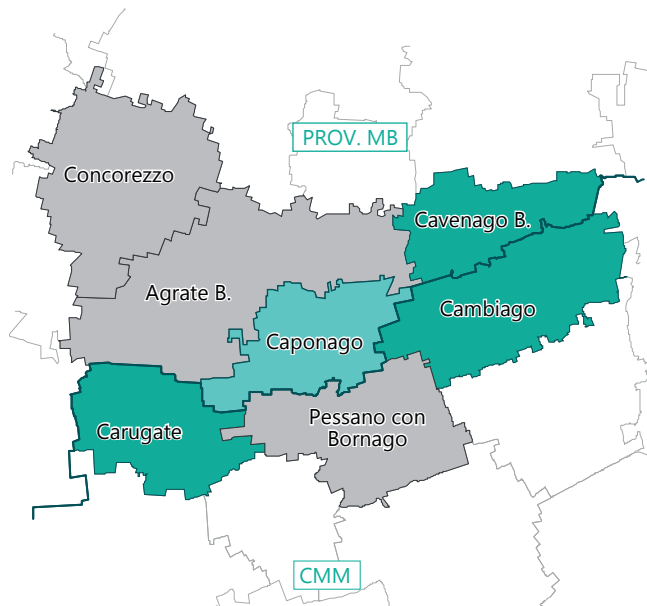 PROV. MB
Concorezzo
Cavenago B.
Agrate B.
Cambiago
Caponago
Pessano con
Bornago
Carugate
CMM